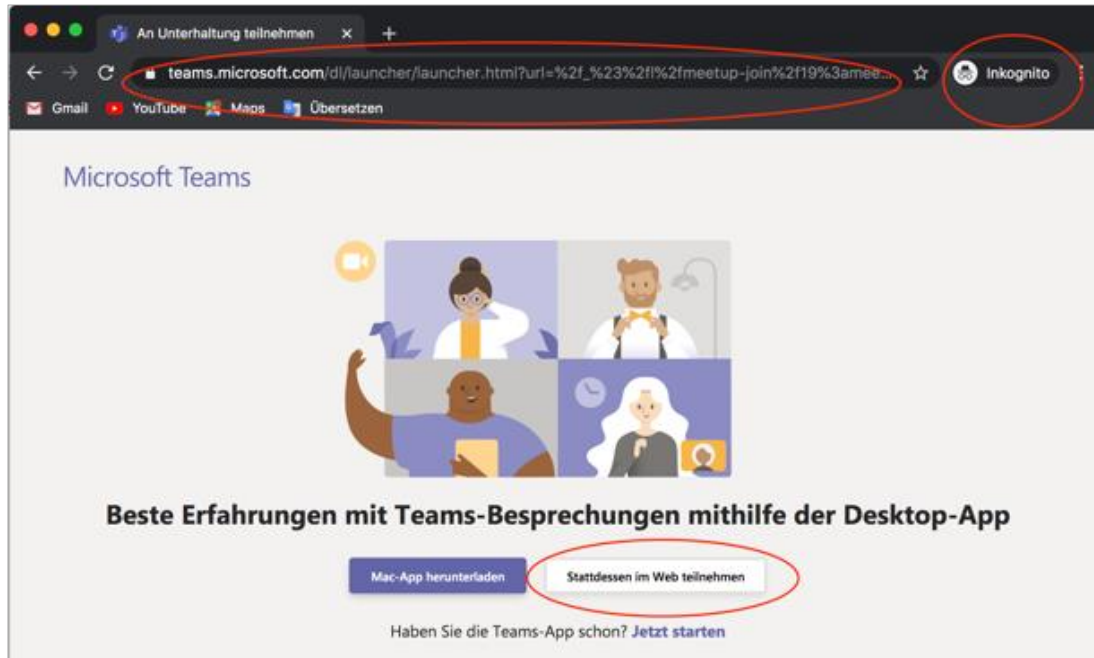 An Unterhaltung teilnehmen
teams.microsoft.com/dl/launcher/launcher.html?url=%2f_%23%2fl%2fmeetup-join%2f19%3amee...
Inkognito
Gmail YouTube Maps Übersetzen
Microsoft Teams
Beste Erfahrungen mit Teams-Besprechungen mithilfe der Desktop-App
Mac-App herunterladen Stattdessen im Web teilnehmen
Haben Sie die Teams-App schon? Jetzt starten